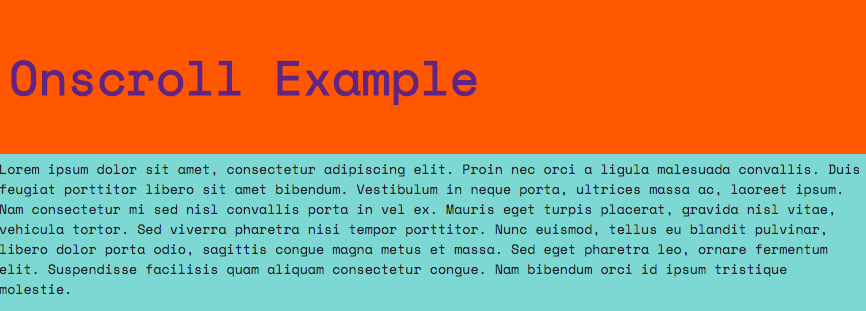 Onscroll Example
Lorem ipsum dolor sit amet, consectetur adipiscing elit. Proin nec orci a ligula malesuada convallis. Duis
feugiat porttitor libero sit amet bibendum. Vestibulum in neque porta, ultrices massa ac, laoreet ipsum.
Nam consectetur mi sed nisl convallis porta in vel ex. Mauris eget turpis placerat, gravida nisl vitae,
vehicula tortor. Sed viverra pharetra nisi tempor porttitor. Nunc euismod, tellus eu blandit pulvinar,
libero dolor porta odio, sagittis congue magna metus et massa. Sed eget pharetra leo, ornare fermentum
elit. Suspendisse facilisis quam aliquam consectetur congue. Nam bibendum orci id ipsum tristique
molestie.